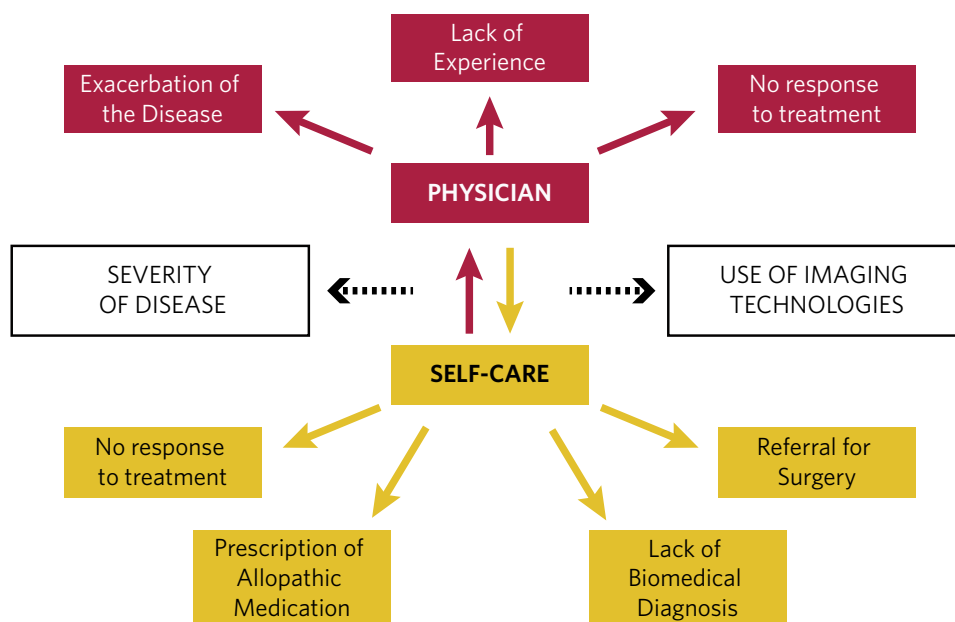 Lack of
Experience
Exacerbation of
the Disease
No response
to treatment
PHYSICIAN
SEVERITY
OF DISEASE
USE OF IMAGING
TECHNOLOGIES
SELF-CARE
No response
to treatment
Referral for
Surgery
Prescription of
Allopathic
Medication
Lack of
Biomedical
Diagnosis